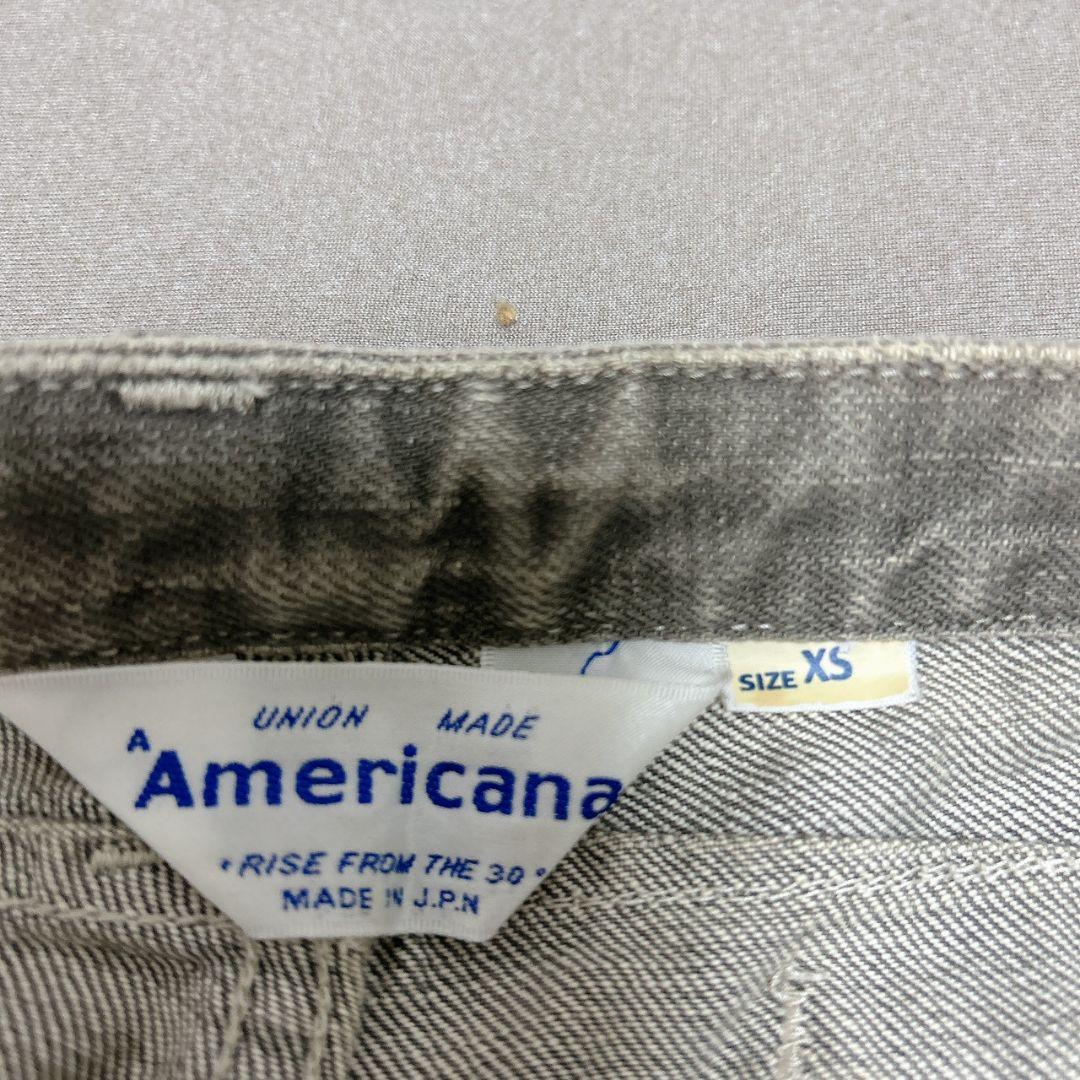 SIZE XS
UNION MADE
A
Americana
• RISE FROM THE 30°
MADE IN J.P.N